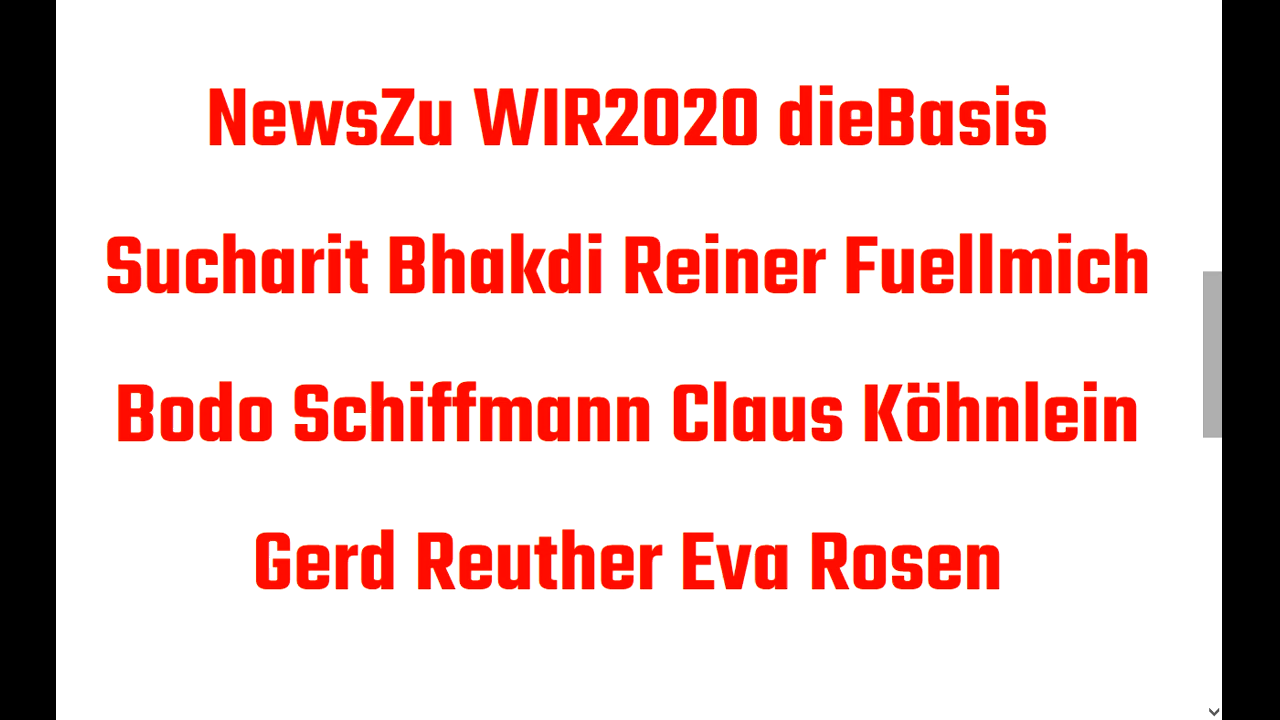 NewsZu WIR2020 dieBasis
Sucharit Bhakdi Reiner Fuellmich
Bodo Schiffmann Claus Köhnlein
Gerd Reuther Eva Rosen